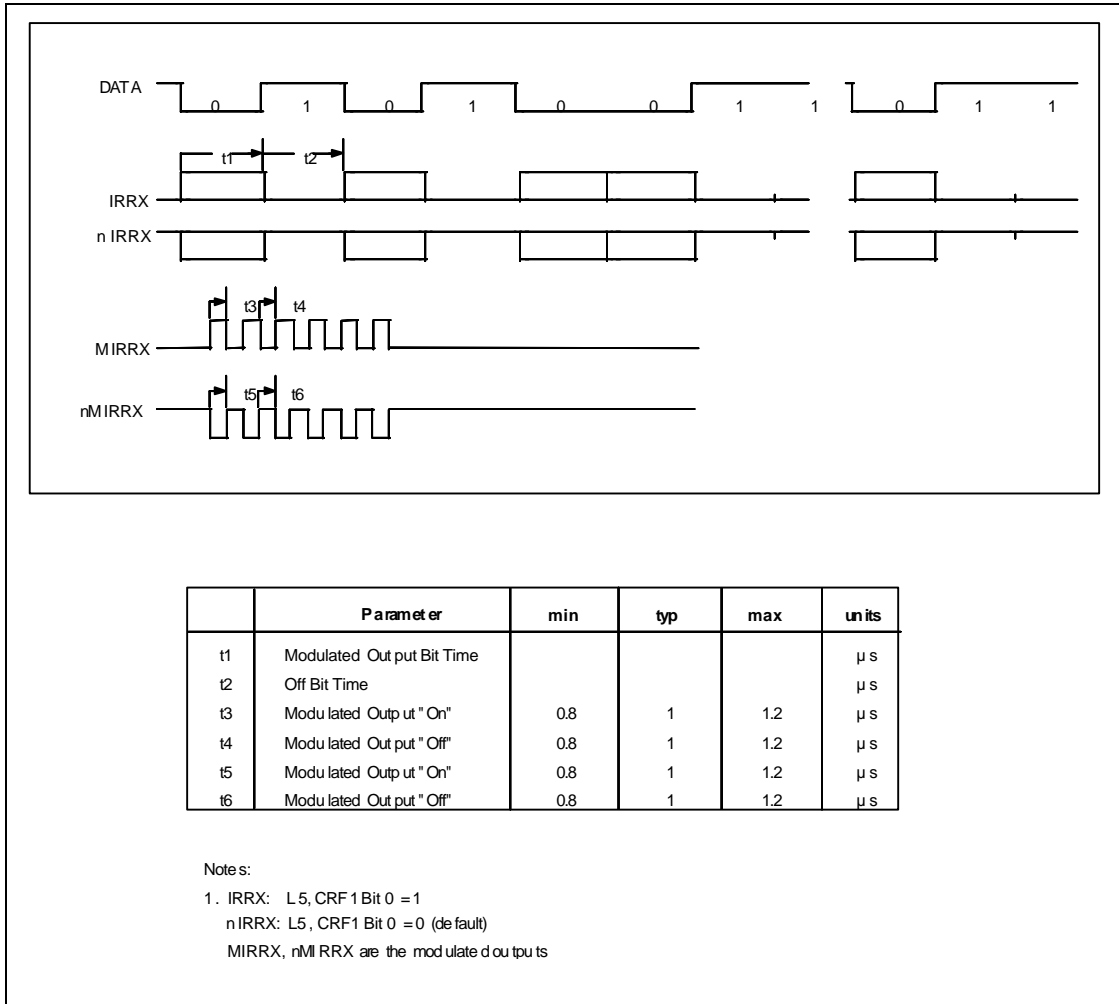 DATA
0 1 0 1 0 0 1 1 0 1 1
t1 t2
IRRX
n IRRX
t3 t4
MIRRX
t5 t6
nMIRRX
Parameter min typ max units
t1 Modulated Output Bit Time µs
t2 Off Bit Time µs
t3 Modulated Output "On" 0.8 1 1.2 µs
t4 Modulated Output "Off" 0.8 1 1.2 µs
t5 Modulated Output "On" 0.8 1 1.2 µs
t6 Modulated Output "Off" 0.8 1 1.2 µs
Notes:
1. IRRX: L5, CRF1 Bit 0 = 1
nIRRX: L5, CRF1 Bit 0 = 0 (default)
MIRRX, nMIRRX are the modulated outputs